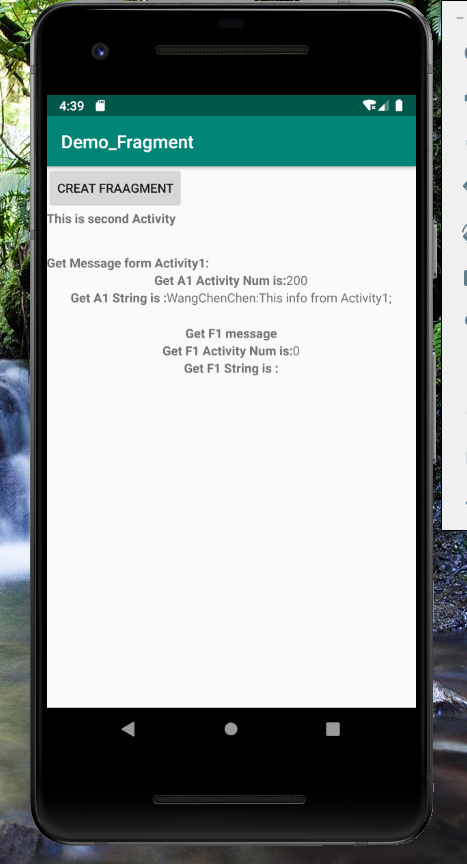 4:39
Demo_Fragment
CREAT FRAAGMENT
This is second Activity
Get Message form Activity1:
Get A1 Activity Num is:200
Get A1 String is :WangChenChen:This info from Activity1;
Get F1 message
Get F1 Activity Num is:0
Get F1 String is :